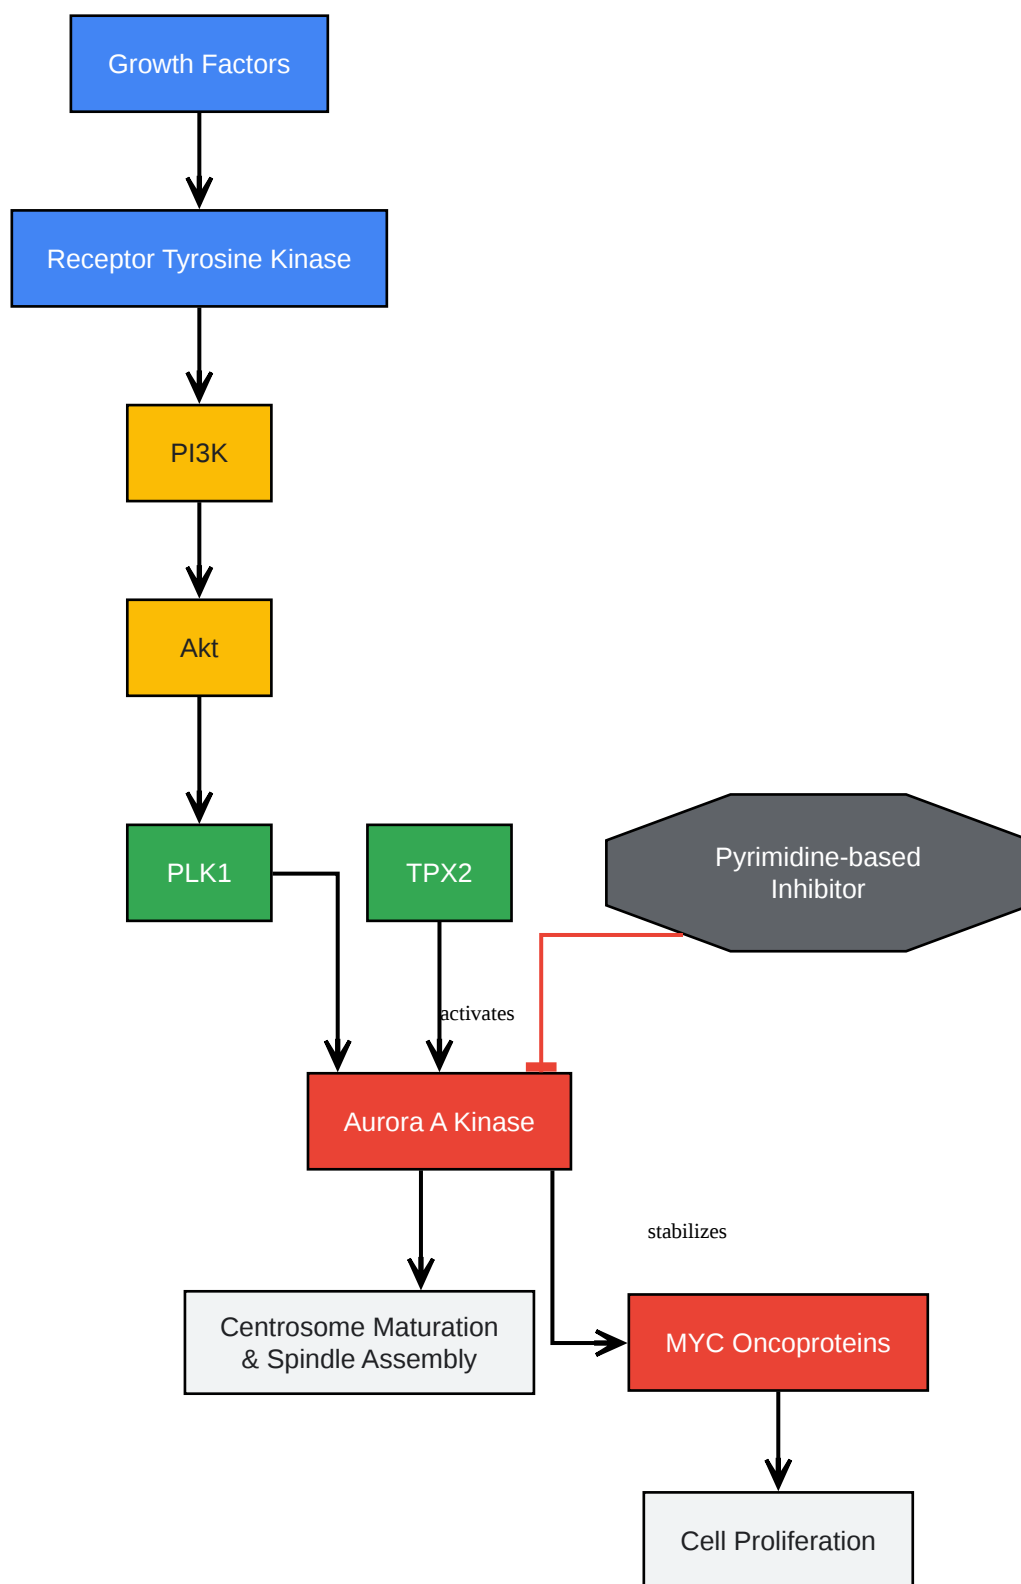 Growth Factors
Receptor Tyrosine Kinase
PI3K
Akt
PLK1
TPX2
Pyrimidine-based
Inhibitor
activates
Aurora A Kinase
stabilizes
Centrosome Maturation
& Spindle Assembly
MYC Oncoproteins
Cell Proliferation